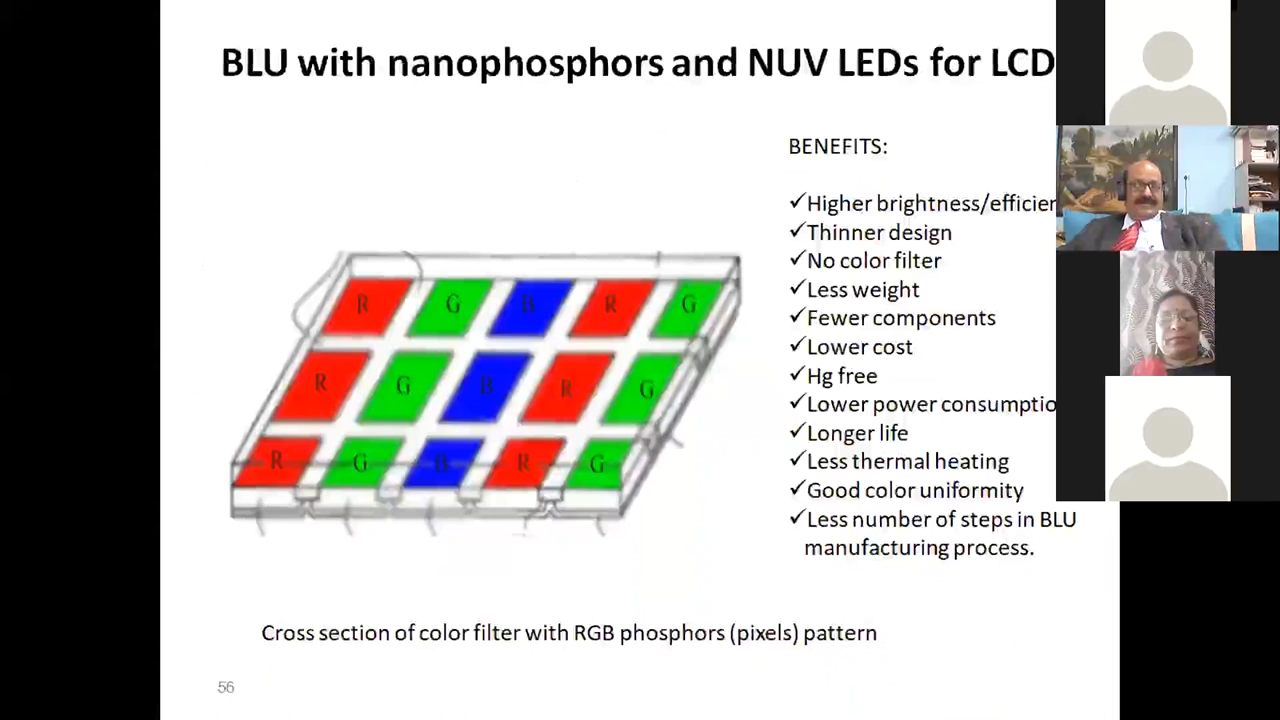 BLU with nanophosphors and NUV LEDs for LCD
BENEFITS:
✓Higher brightness/efficien
✓Thinner design
✓No color filter
✓Less weight
✓Fewer components
✓Lower cost
✓Hg free
✓Lower power consumptio
✓Longer life
✓Less thermal heating
✓Good color uniformity
✓Less number of steps in BLU
manufacturing process.
R G B R G
R G B R G
R G B R G
Cross section of color filter with RGB phosphors (pixels) pattern
56